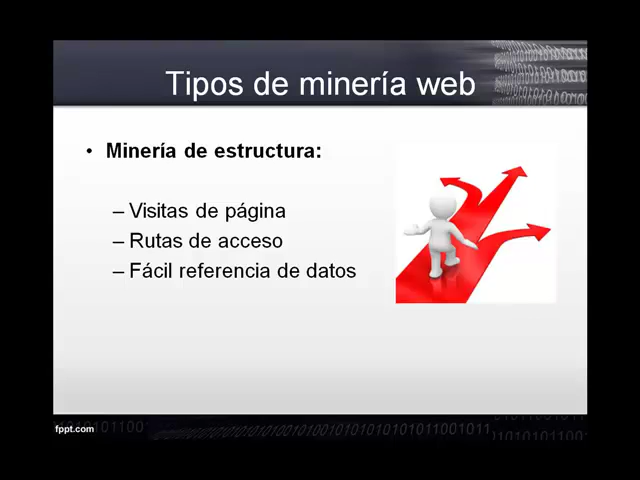 Tipos de minería web
• Minería de estructura:
– Visitas de página
– Rutas de acceso
– Fácil referencia de datos
fppt.com